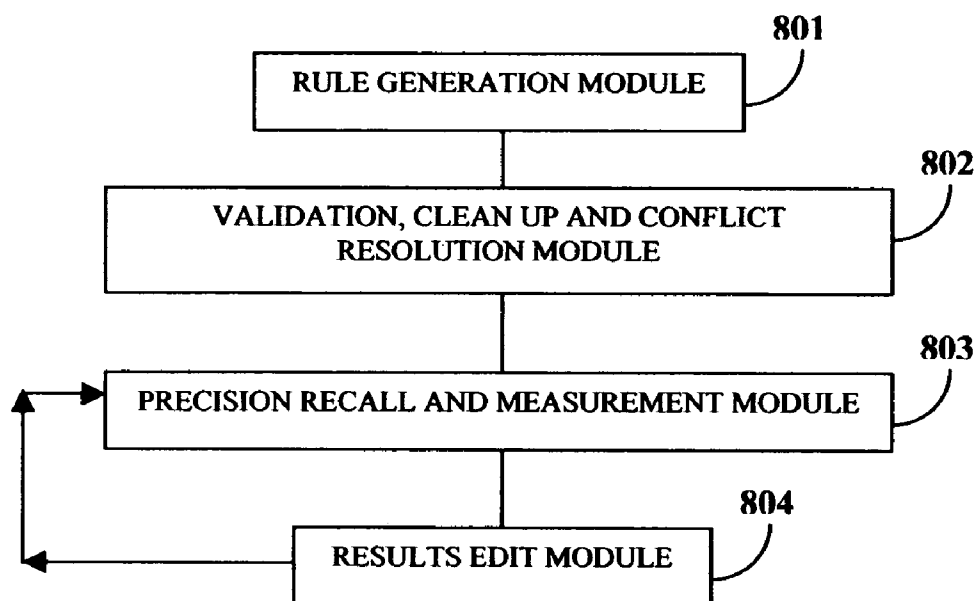 801
RULE GENERATION MODULE
802
VALIDATION, CLEAN UP AND CONFLICT
RESOLUTION MODULE
803
PRECISION RECALL AND MEASUREMENT MODULE
804
RESULTS EDIT MODULE